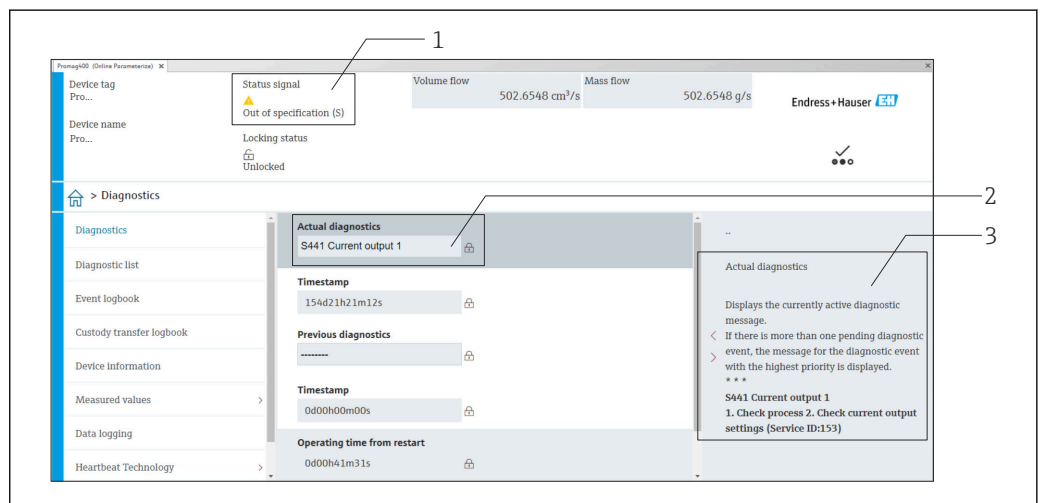 1
Promag400 (Online Parameterize) ×
×
Device tag
Pro...
Status signal
Out of specification (S)
Volume flow
502.6548 cm³/s
Mass flow
502.6548 g/s
Endress+Hauser EH
Device name
Pro...
Locking status
Unlocked
> Diagnostics
2
Diagnostics
Diagnostic list
Event logbook
Custody transfer logbook
Device information
Measured values >
Data logging
Heartbeat Technology >
Actual diagnostics
S441 Current output 1
Timestamp
154d21h21m12s
Previous diagnostics
--------
Timestamp
0d00h00m00s
Operating time from restart
0d00h41m31s
..
3
Actual diagnostics
Displays the currently active diagnostic
message.
If there is more than one pending diagnostic
event, the message for the diagnostic event
with the highest priority is displayed.
* * *
S441 Current output 1
1. Check process 2. Check current output
settings (Service ID:153)